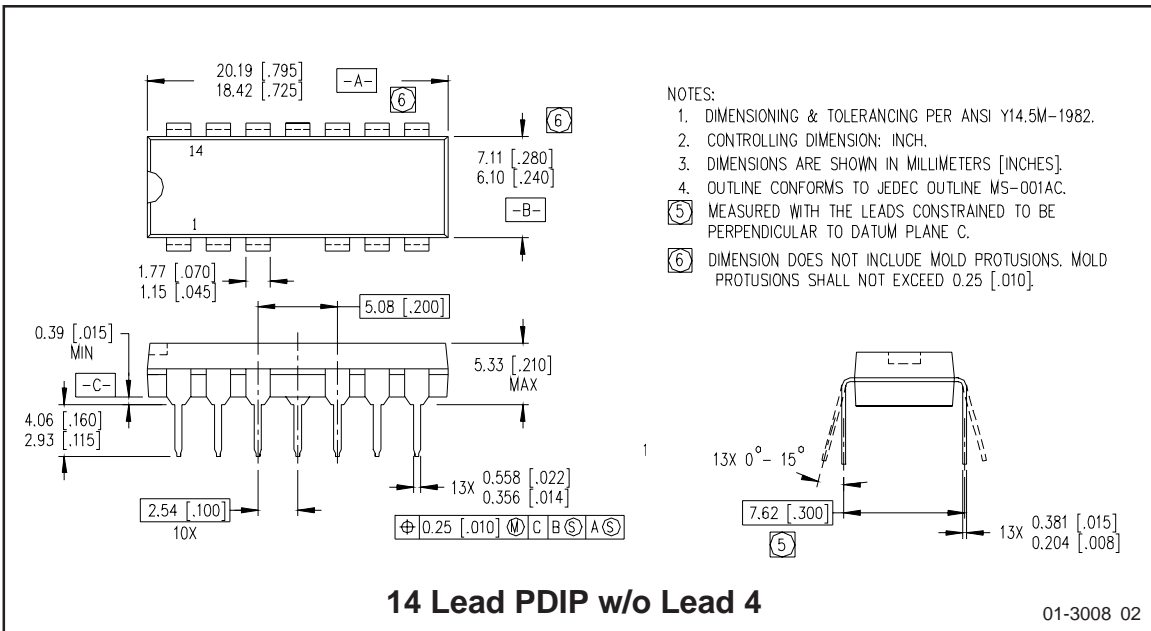 20.19 [.795]
18.42 [.725]
-A-
6
6
14
1
7.11 [.280]
6.10 [.240]
-B-
1.77 [.070]
1.15 [.045]
5.08 [.200]
0.39 [.015]
MIN
-C-
5.33 [.210]
MAX
4.06 [.160]
2.93 [.115]
2.54 [.100]
10X
13X 0.558 [.022]
0.356 [.014]
⌖ 0.25 [.010] Ⓜ C B Ⓢ A Ⓢ
NOTES:
1. DIMENSIONING & TOLERANCING PER ANSI Y14.5M-1982.
2. CONTROLLING DIMENSION: INCH.
3. DIMENSIONS ARE SHOWN IN MILLIMETERS [INCHES].
4. OUTLINE CONFORMS TO JEDEC OUTLINE MS-001AC.
5 MEASURED WITH THE LEADS CONSTRAINED TO BE
PERPENDICULAR TO DATUM PLANE C.
6 DIMENSION DOES NOT INCLUDE MOLD PROTUSIONS. MOLD
PROTUSIONS SHALL NOT EXCEED 0.25 [.010].
1
13X 0°- 15°
7.62 [.300]
5
13X 0.381 [.015]
0.204 [.008]
14 Lead PDIP w/o Lead 4
01-3008 02